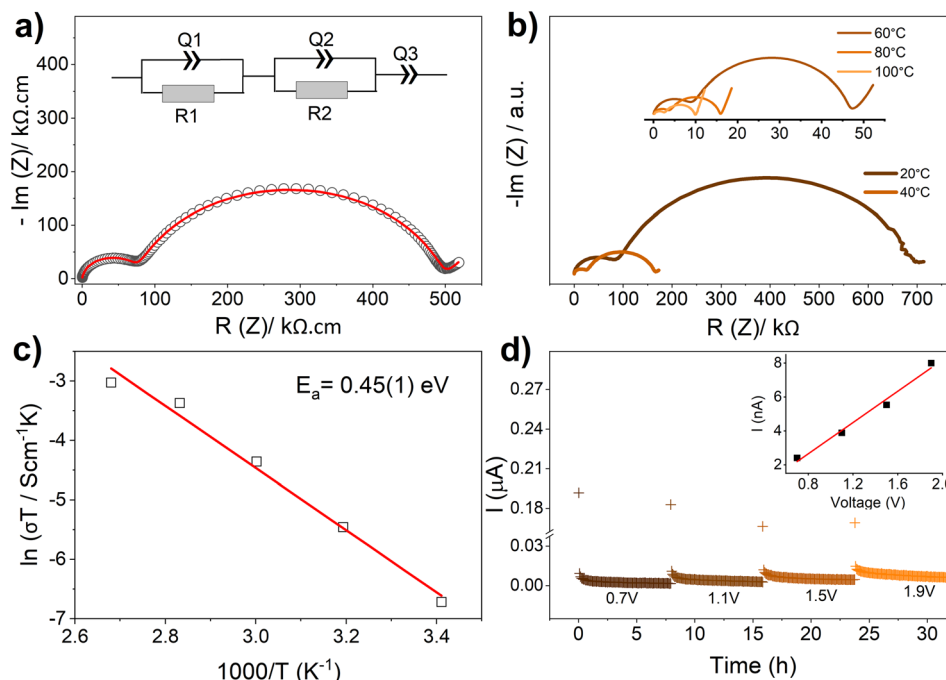 a)
Q1
Q2
Q3
R1
R2
400
300
200
100
0
- Im (Z)/ kΩ.cm
0 100 200 300 400 500
R (Z)/ kΩ.cm
b)
60°C
80°C
100°C
0 10 20 30 40 50
20°C
40°C
-Im (Z) / a.u.
0 100 200 300 400 500 600 700
R (Z)/ kΩ
c)
Eₐ= 0.45(1) eV
-3
-4
-5
-6
-7
ln (σT / Scm⁻¹K)
2.6 2.8 3.0 3.2 3.4
1000/T (K⁻¹)
d)
0.27
0.24
0.21
0.18
0.03
0.00
I (µA)
8
6
4
2
I (nA)
0.8 1.2 1.6 2.0
Voltage (V)
0.7V
1.1V
1.5V
1.9V
0 5 10 15 20 25 30
Time (h)